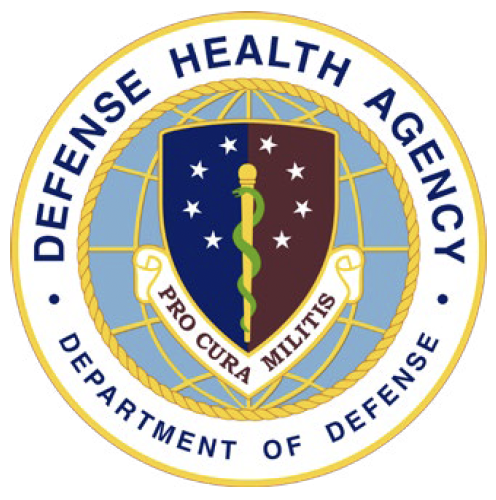 DEFENSE HEALTH AGENCY
PRO CURA MILITIS
• DEPARTMENT OF DEFENSE •